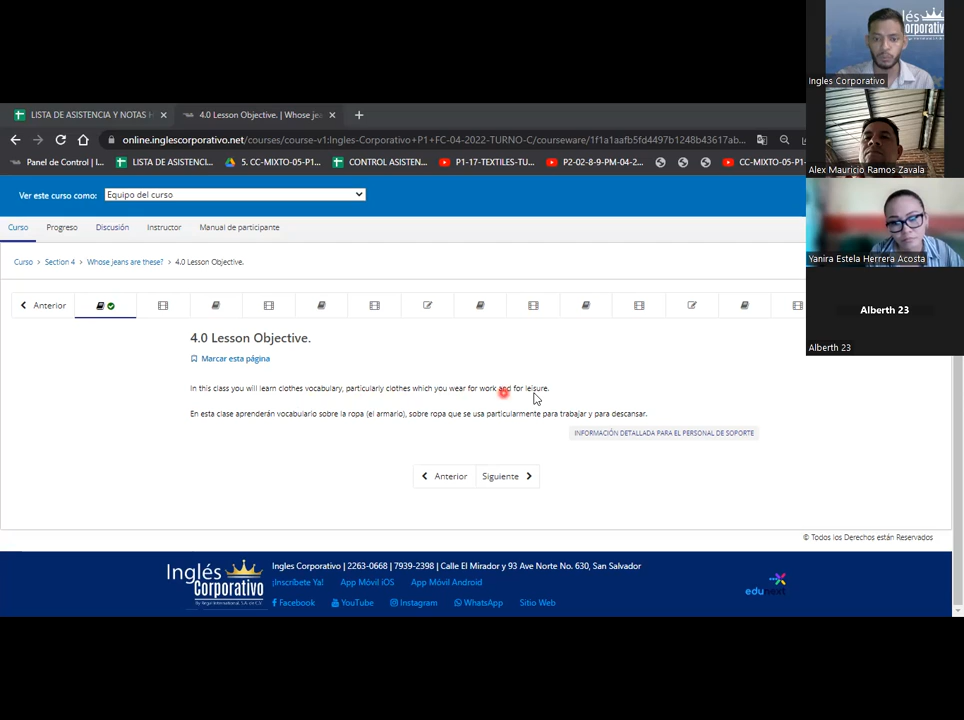 LISTA DE ASISTENCIA Y NOTAS
4.0 Lesson Objective. | Whose je
online.inglescorporativo.net/courses/course-v1:Ingles-Corporativo+P1+FC-04-2022-TURNO-C/courseware/1f1a1aafb5fd4497b1248b43617ab...
Panel de Control | I...
LISTA DE ASISTENCI...
5. CC-MIXTO-05-P1...
CONTROL ASISTEN...
P1-17-TEXTILES-TU...
P2-02-8-9-PM-04-2...
CC-MIXTO-05-P1
Ver este curso como:
Equipo del curso
Curso
Progreso
Discusión
Instructor
Manual de participante
Curso > Section 4 > Whose jeans are these? > 4.0 Lesson Objective.
Anterior
4.0 Lesson Objective.
Marcar esta página
In this class you will learn clothes vocabulary, particularly clothes which you wear for work and for leisure.
En esta clase aprenderán vocabulario sobre la ropa (el armario), sobre ropa que se usa particularmente para trabajar y para descansar.
INFORMACIÓN DETALLADA PARA EL PERSONAL DE SOPORTE
Anterior
Siguiente
© Todos los Derechos están Reservados
Inglés
Corporativo
Ingles Corporativo | 2263-0668 | 7939-2398 | Calle El Mirador y 93 Ave Norte No. 630, San Salvador
¡Inscríbete Ya!
App Móvil iOS
App Móvil Android
Facebook
YouTube
Instagram
WhatsApp
Sitio Web
edunext
Ingles Corporativo
Alex Mauricio Ramos Zavala
Yanira Estela Herrera Acosta
Alberth 23
Alberth 23